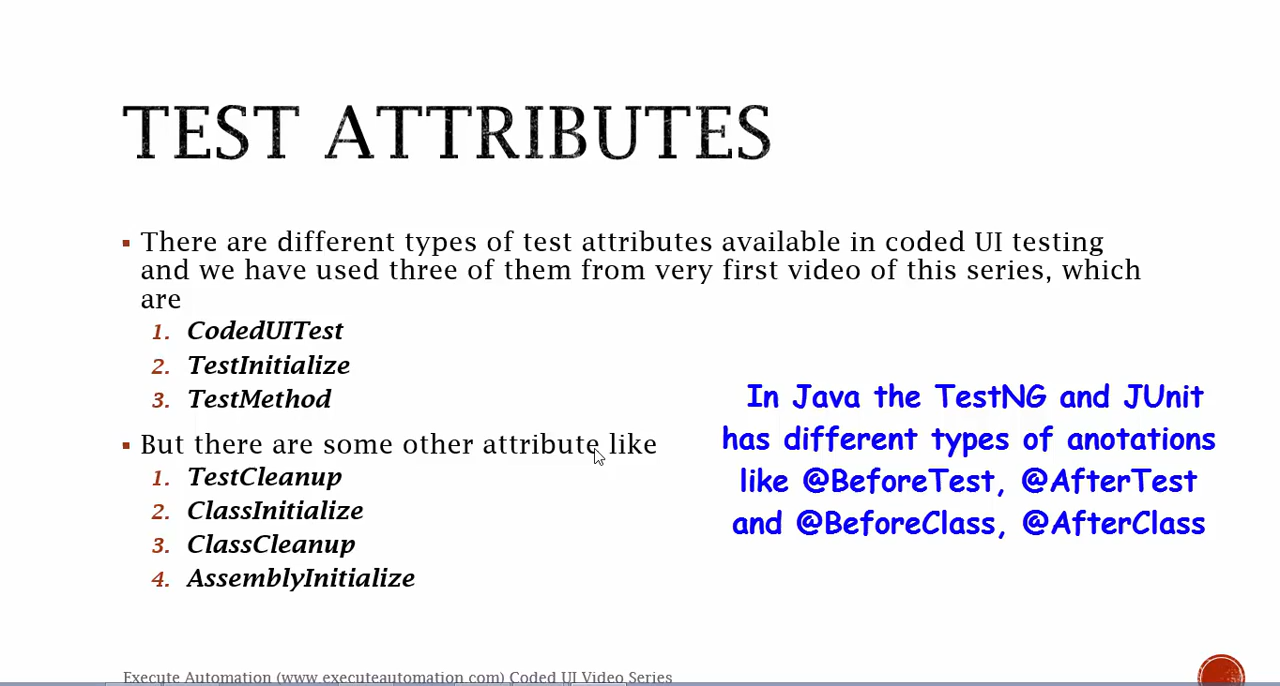 TEST ATTRIBUTES
▪ There are different types of test attributes available in coded UI testing
and we have used three of them from very first video of this series, which
are
1. CodedUITest
2. TestInitialize
3. TestMethod
▪ But there are some other attribute like
1. TestCleanup
2. ClassInitialize
3. ClassCleanup
4. AssemblyInitialize
In Java the TestNG and JUnit
has different types of anotations
like @BeforeTest, @AfterTest
and @BeforeClass, @AfterClass
Execute Automation (www.executeautomation.com) Coded UI Video Series